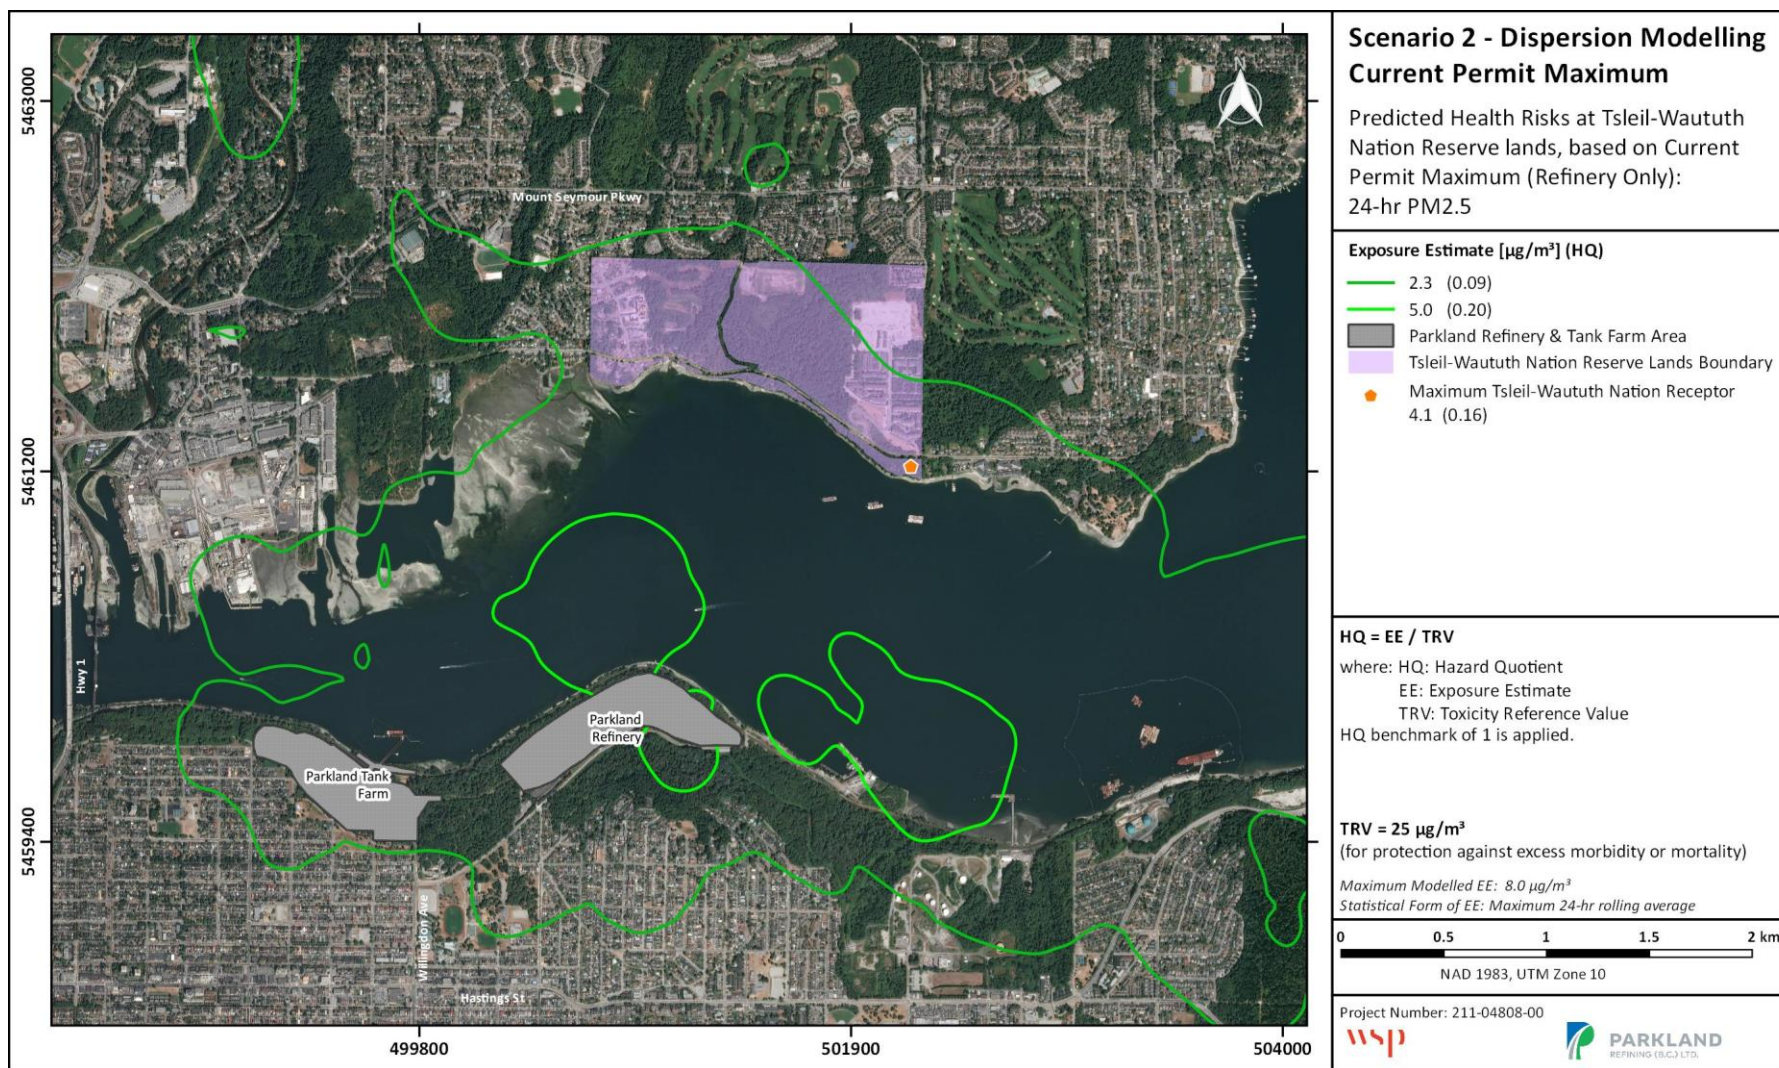 Scenario 2 - Dispersion Modelling
Current Permit Maximum
Predicted Health Risks at Tsleil-Waututh
Nation Reserve lands, based on Current
Permit Maximum (Refinery Only):
24-hr PM2.5
Exposure Estimate [µg/m³] (HQ)
2.3 (0.09)
5.0 (0.20)
Parkland Refinery & Tank Farm Area
Tsleil-Waututh Nation Reserve Lands Boundary
Maximum Tsleil-Waututh Nation Receptor
4.1 (0.16)
HQ = EE / TRV
where: HQ: Hazard Quotient
EE: Exposure Estimate
TRV: Toxicity Reference Value
HQ benchmark of 1 is applied.
TRV = 25 µg/m³
(for protection against excess morbidity or mortality)
Maximum Modelled EE: 8.0 µg/m³
Statistical Form of EE: Maximum 24-hr rolling average
0 0.5 1 1.5 2 km
NAD 1983, UTM Zone 10
Project Number: 211-04808-00
wsp
PARKLAND
REFINING (B.C.) LTD.
N
5463000
5461200
5459400
499800
501900
504000
Mount Seymour Pkwy
Hwy 1
Parkland
Refinery
Parkland Tank
Farm
Willingdon Ave
Hastings St